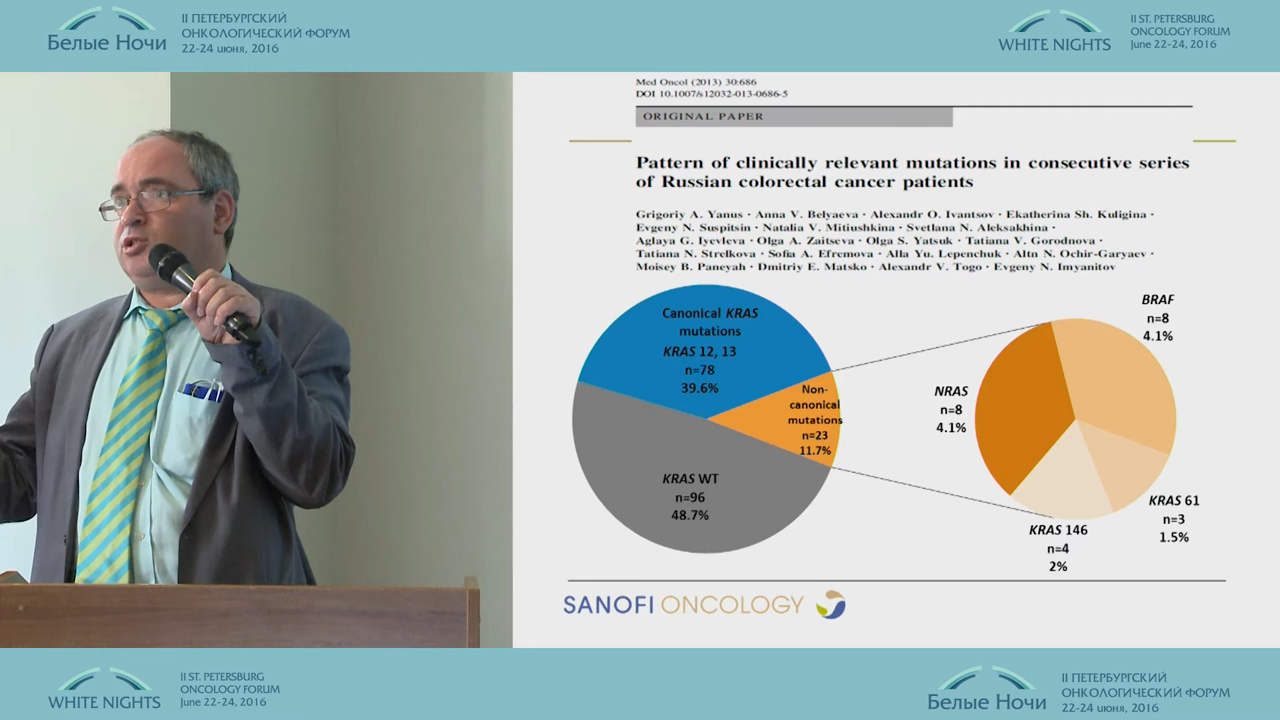 Белые Ночи
II ПЕТЕРБУРГСКИЙ
ОНКОЛОГИЧЕСКИЙ ФОРУМ
22-24 июня, 2016
WHITE NIGHTS
II ST. PETERSBURG
ONCOLOGY FORUM
June 22-24, 2016
Med Oncol (2013) 30:686
DOI 10.1007/s12032-013-0686-5
ORIGINAL PAPER
Pattern of clinically relevant mutations in consecutive series
of Russian colorectal cancer patients
Grigoriy A. Yanus · Anna V. Belyaeva · Alexandr O. Ivantsov · Ekatherina Sh. Kuligina ·
Evgeny N. Suspitsin · Natalia V. Mitiushkina · Svetlana N. Aleksakhina ·
Aglaya G. Iyevleva · Olga A. Zaitseva · Olga S. Yatsuk · Tatiana V. Gorodnova ·
Tatiana N. Strelkova · Sofia A. Efremova · Alla Yu. Lepenchuk · Altn N. Ochir-Garyaev ·
Moisey B. Paneyah · Dmitriy E. Matsko · Alexandr V. Togo · Evgeny N. Imyanitov
Canonical KRAS
mutations
KRAS 12, 13
n=78
39.6%
Non-
canonical
mutations
n=23
11.7%
KRAS WT
n=96
48.7%
BRAF
n=8
4.1%
NRAS
n=8
4.1%
KRAS 61
n=3
1.5%
KRAS 146
n=4
2%
SANOFI ONCOLOGY
WHITE NIGHTS
II ST. PETERSBURG
ONCOLOGY FORUM
June 22-24, 2016
Белые Ночи
II ПЕТЕРБУРГСКИЙ
ОНКОЛОГИЧЕСКИЙ ФОРУМ
22-24 июня, 2016